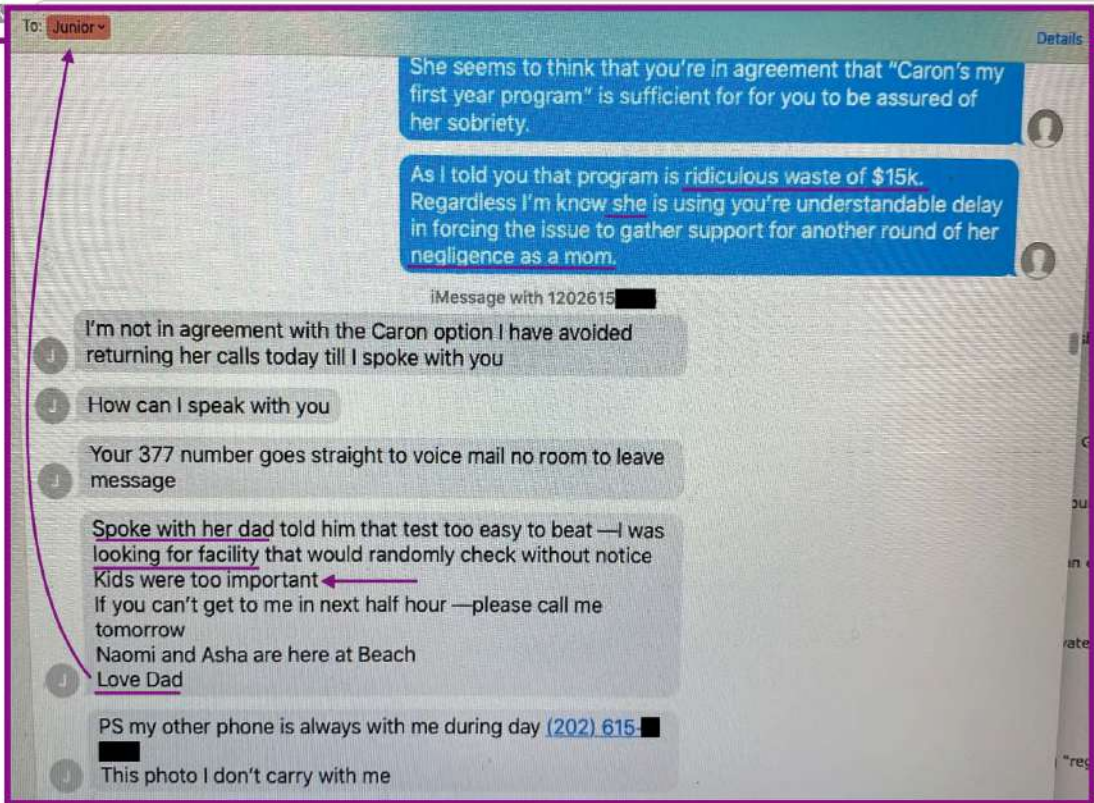 To: Junior
Details
She seems to think that you're in agreement that "Caron's my
first year program" is sufficient for for you to be assured of
her sobriety.
As I told you that program is ridiculous waste of $15k.
Regardless I'm know she is using you're understandable delay
in forcing the issue to gather support for another round of her
negligence as a mom.
iMessage with 1202615
I'm not in agreement with the Caron option I have avoided
returning her calls today till I spoke with you
How can I speak with you
Your 377 number goes straight to voice mail no room to leave
message
Spoke with her dad told him that test too easy to beat —I was
looking for facility that would randomly check without notice
Kids were too important
If you can't get to me in next half hour —please call me
tomorrow
Naomi and Asha are here at Beach
Love Dad
PS my other phone is always with me during day (202) 615-
This photo I don't carry with me